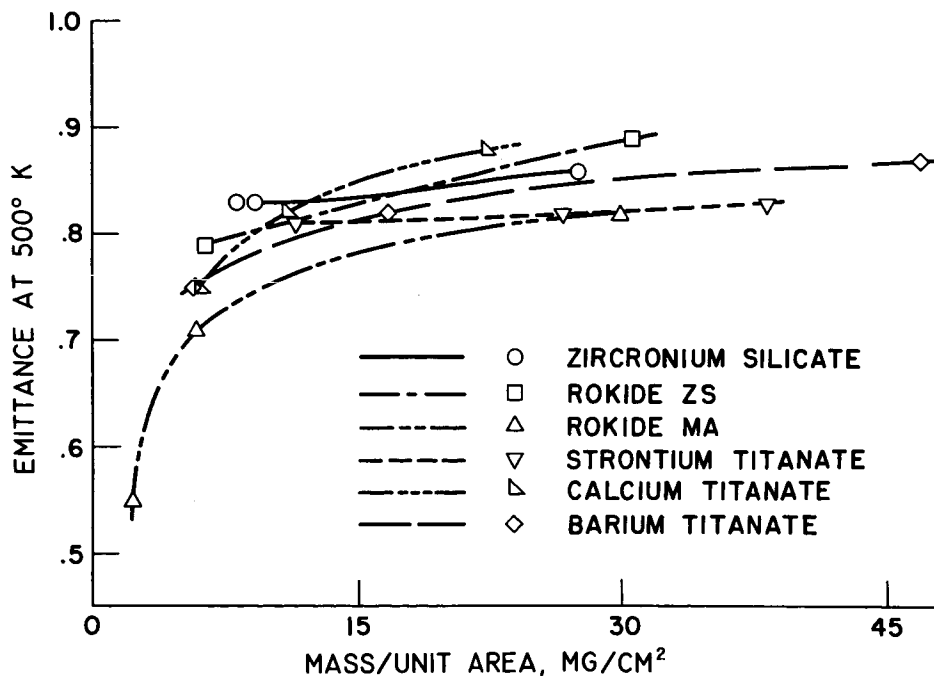 1.0
.9
.8
.7
.6
.5
EMITTANCE AT 500° K
ZIRCRONIUM SILICATE
ROKIDE ZS
ROKIDE MA
STRONTIUM TITANATE
CALCIUM TITANATE
BARIUM TITANATE
0 15 30 45
MASS/UNIT AREA, MG/CM²